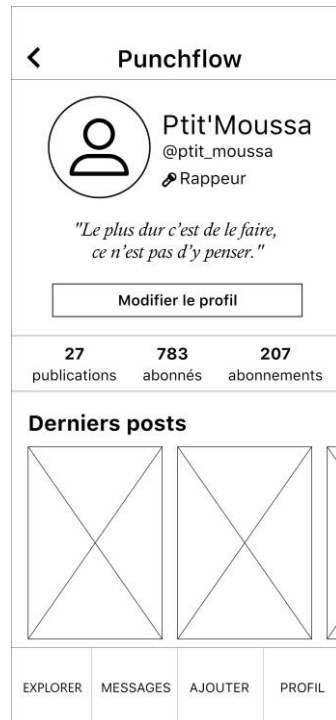 Punchflow
Ptit'Moussa
@ptit_moussa
Rappeur
"Le plus dur c’est de le faire,
ce n’est pas d’y penser."
Modifier le profil
27 783 207
publications abonnés abonnements
Derniers posts
EXPLORER MESSAGES AJOUTER PROFIL